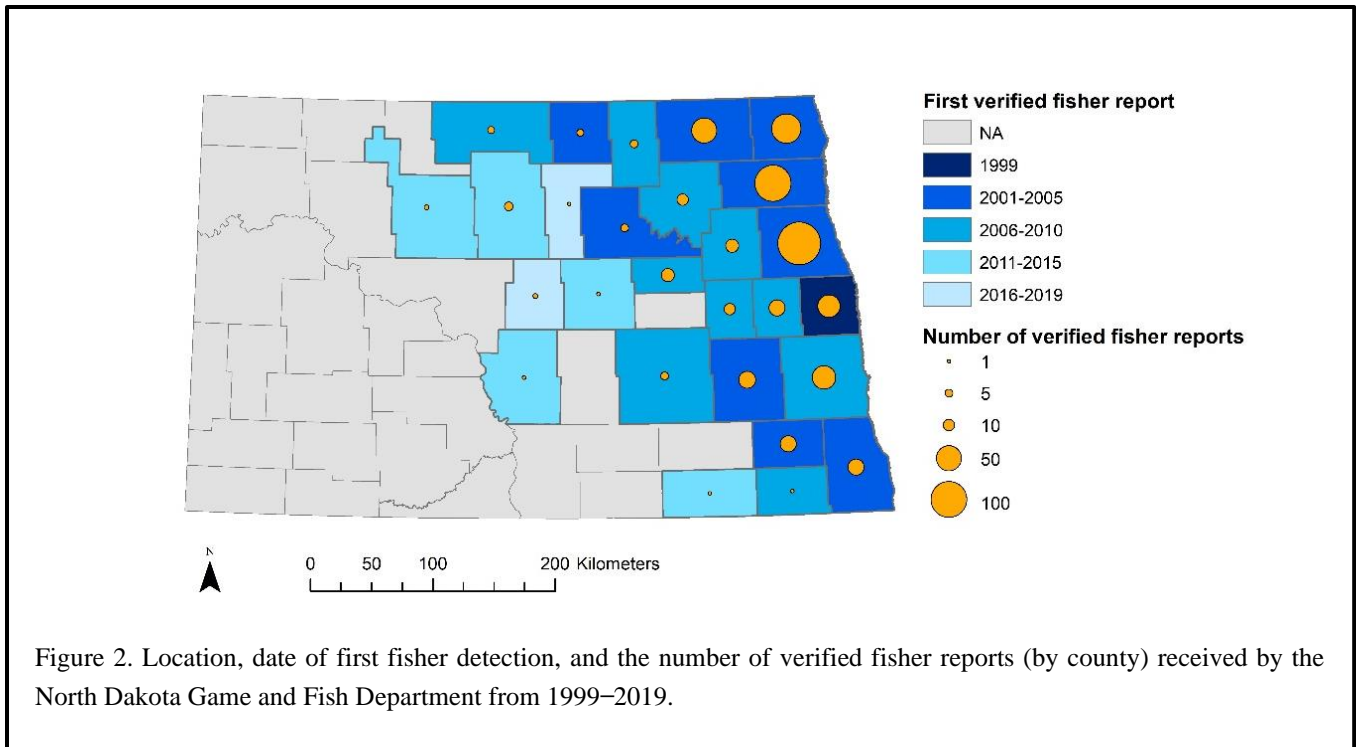 First verified fisher report
NA
1999
2001-2005
2006-2010
2011-2015
2016-2019
Number of verified fisher reports
1
5
10
50
100
N
0 50 100 200 Kilometers
Figure 2. Location, date of first fisher detection, and the number of verified fisher reports (by county) received by the
North Dakota Game and Fish Department from 1999−2019.